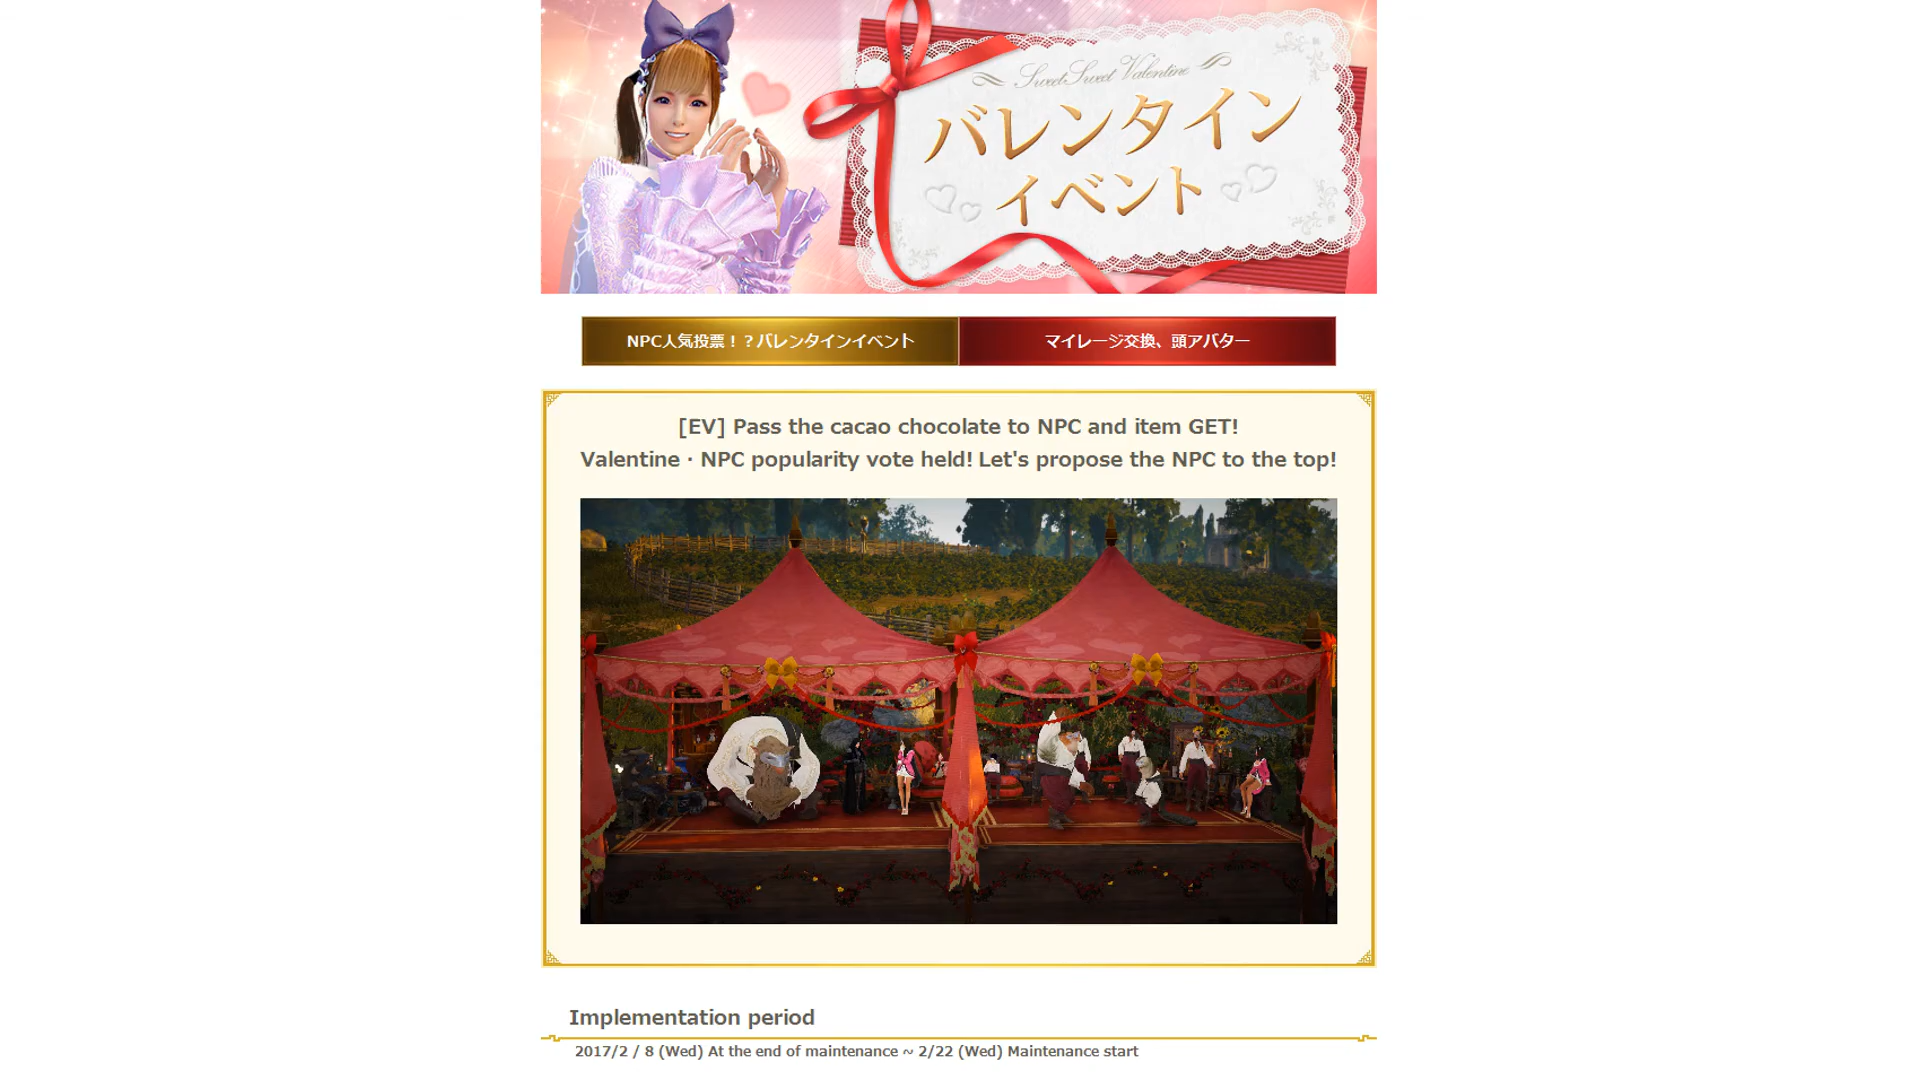 Sweet Sweet Valentine
バレンタイン
イベント
NPC人気投票！？バレンタインイベント
マイレージ交換、頭アバター
[EV] Pass the cacao chocolate to NPC and item GET!
Valentine · NPC popularity vote held! Let's propose the NPC to the top!
Implementation period
2017/2 / 8 (Wed) At the end of maintenance ~ 2/22 (Wed) Maintenance start